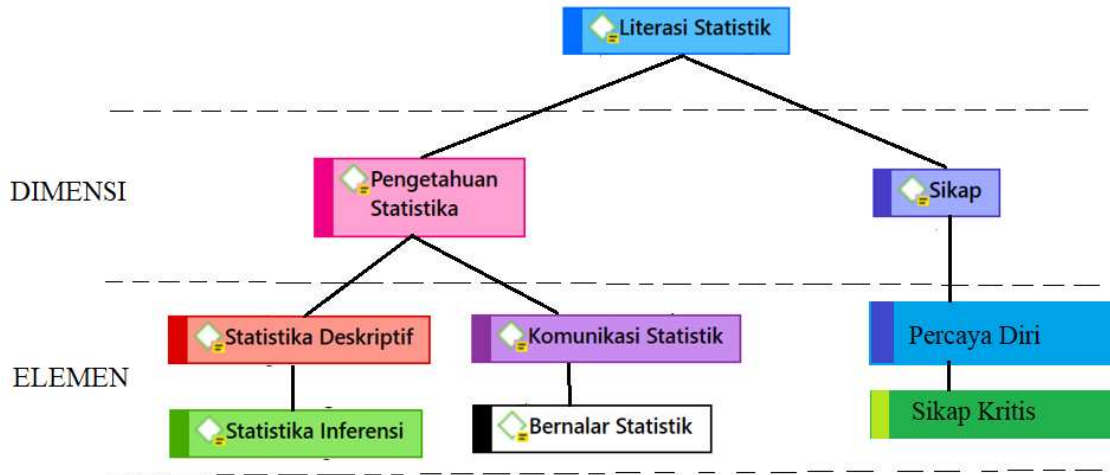 Literasi Statistik
DIMENSI
Pengetahuan
Statistika
Sikap
ELEMEN
Statistika Deskriptif
Komunikasi Statistik
Percaya Diri
Statistika Inferensi
Bernalar Statistik
Sikap Kritis